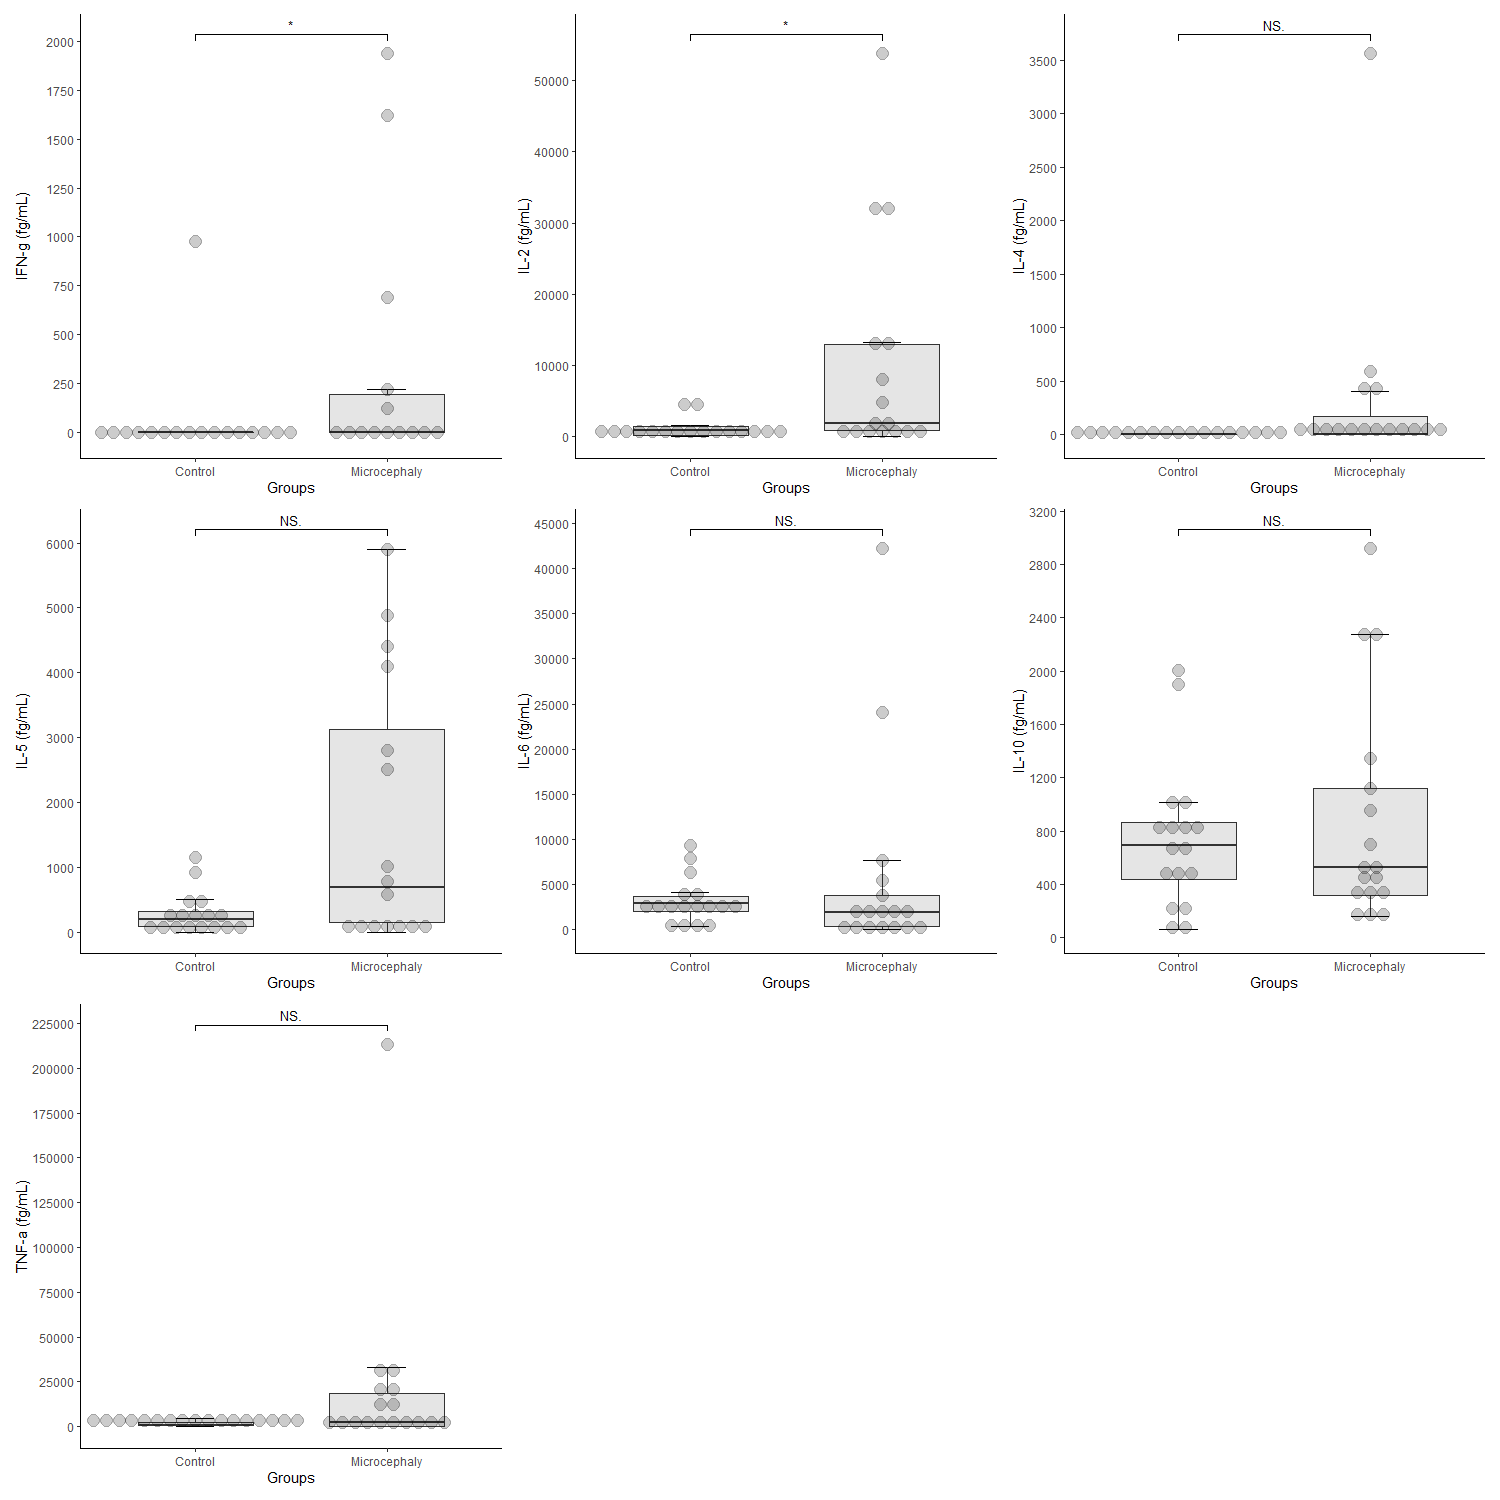 *
IFN-g (fg/mL)
2000
1750
1500
1250
1000
750
500
250
0
Control Microcephaly
Groups
*
IL-2 (fg/mL)
50000
40000
30000
20000
10000
0
Control Microcephaly
Groups
NS.
IL-4 (fg/mL)
3500
3000
2500
2000
1500
1000
500
0
Control Microcephaly
Groups
NS.
IL-5 (fg/mL)
6000
5000
4000
3000
2000
1000
0
Control Microcephaly
Groups
NS.
IL-6 (fg/mL)
45000
40000
35000
30000
25000
20000
15000
10000
5000
0
Control Microcephaly
Groups
NS.
IL-10 (fg/mL)
3200
2800
2400
2000
1600
1200
800
400
0
Control Microcephaly
Groups
NS.
TNF-a (fg/mL)
225000
200000
175000
150000
125000
100000
75000
50000
25000
0
Control Microcephaly
Groups